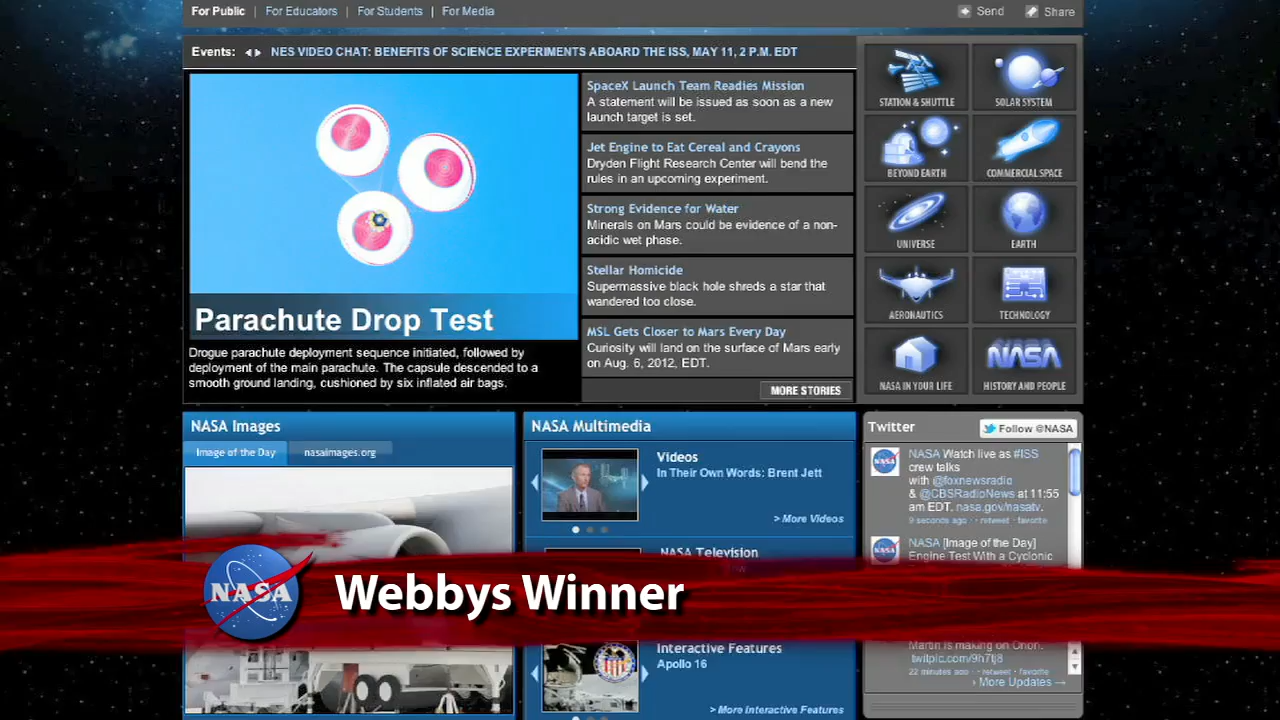 For Public | For Educators | For Students | For Media
Send Share
Events: NES VIDEO CHAT: BENEFITS OF SCIENCE EXPERIMENTS ABOARD THE ISS, MAY 11, 2 P.M. EDT
Parachute Drop Test
Drogue parachute deployment sequence initiated, followed by
deployment of the main parachute. The capsule descended to a
smooth ground landing, cushioned by six inflated air bags.
SpaceX Launch Team Readies Mission
A statement will be issued as soon as a new
launch target is set.
Jet Engine to Eat Cereal and Crayons
Dryden Flight Research Center will bend the
rules in an upcoming experiment.
Strong Evidence for Water
Minerals on Mars could be evidence of a non-
acidic wet phase.
Stellar Homicide
Supermassive black hole shreds a star that
wandered too close.
MSL Gets Closer to Mars Every Day
Curiosity will land on the surface of Mars early
on Aug. 6, 2012, EDT.
MORE STORIES
STATION & SHUTTLE
SOLAR SYSTEM
BEYOND EARTH
COMMERCIAL SPACE
UNIVERSE
EARTH
AERONAUTICS
TECHNOLOGY
NASA IN YOUR LIFE
NASA
HISTORY AND PEOPLE
NASA Images
Image of the Day
nasaimages.org
NASA Multimedia
Videos
In Their Own Words: Brent Jett
> More Videos
NASA Television
Interactive Features
Apollo 16
> More Interactive Features
Twitter
Follow @NASA
NASA
NASA Watch live as #ISS
crew talks
with @foxnewsradio
& @CBSRadioNews at 11:55
am EDT, nasa.gov/nasatv.
9 seconds ago · retweet · favorite
NASA
NASA [Image of the Day]
Engine Test With a Cyclonic
Martin is making on Orion.
twitpic.com/9h7tj8
22 minutes ago · retweet · favorite
› More Updates →
NASA
Webbys Winner